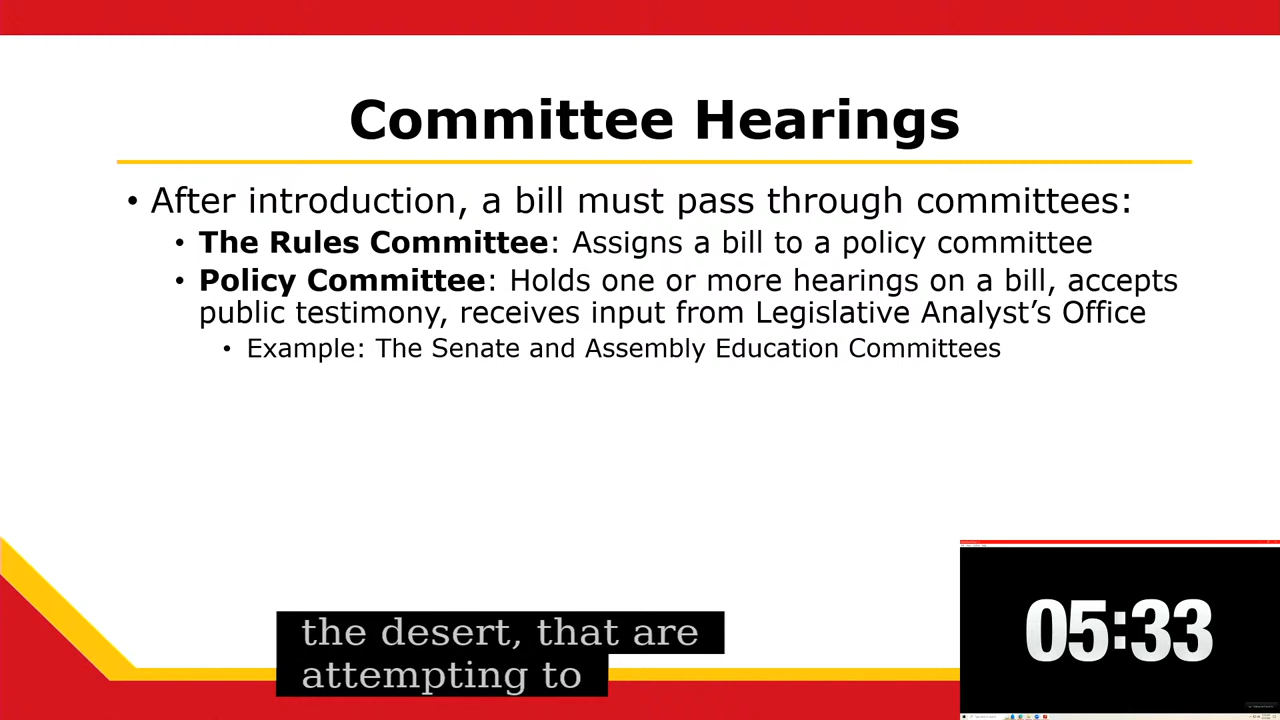 Committee Hearings
• After introduction, a bill must pass through committees:
• The Rules Committee: Assigns a bill to a policy committee
• Policy Committee: Holds one or more hearings on a bill, accepts
public testimony, receives input from Legislative Analyst’s Office
• Example: The Senate and Assembly Education Committees
the desert, that are
attempting to
05:33